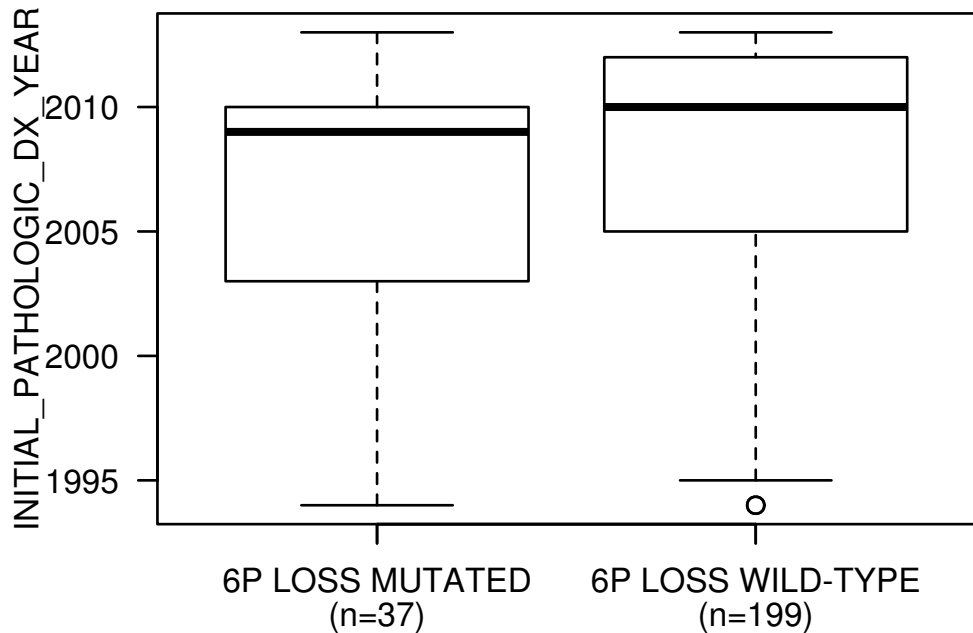 INITIAL_PATHOLOGIC_DX_YEAR
2010
2005
2000
1995
6P LOSS MUTATED
(n=37)
6P LOSS WILD-TYPE
(n=199)